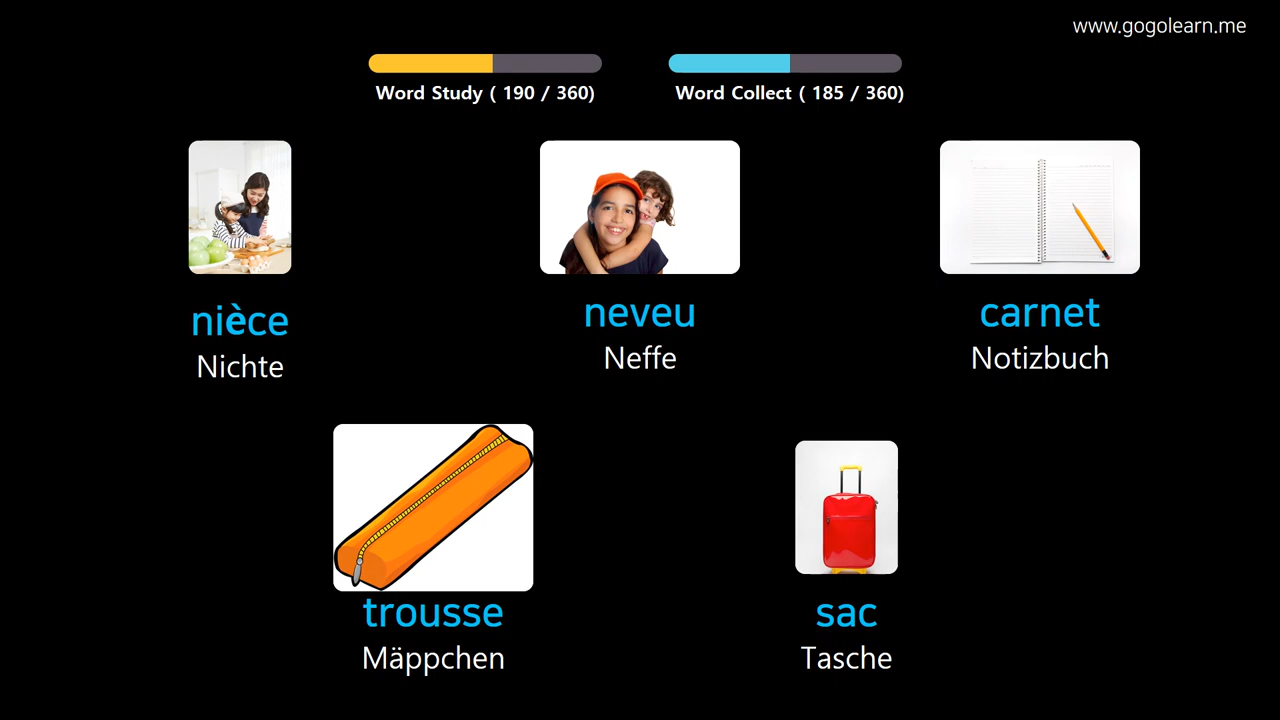 www.gogolearn.me
Word Study ( 190 / 360)
Word Collect ( 185 / 360)
nièce
Nichte
neveu
Neffe
carnet
Notizbuch
trousse
Mäppchen
sac
Tasche